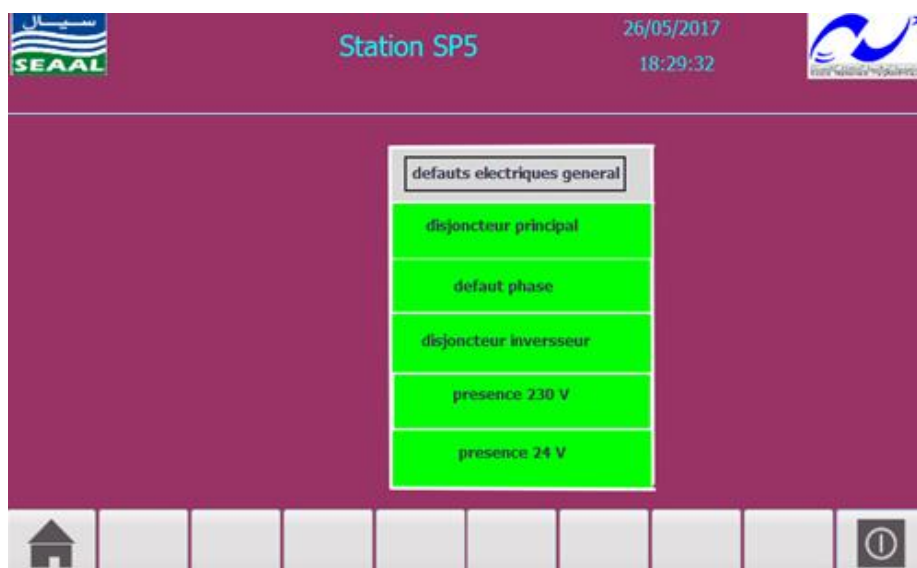 سيال
SEAAL
Station SP5
26/05/2017
18:29:32
defauts electriques general
disjoncteur principal
defaut phase
disjoncteur inversseur
presence 230 V
presence 24 V